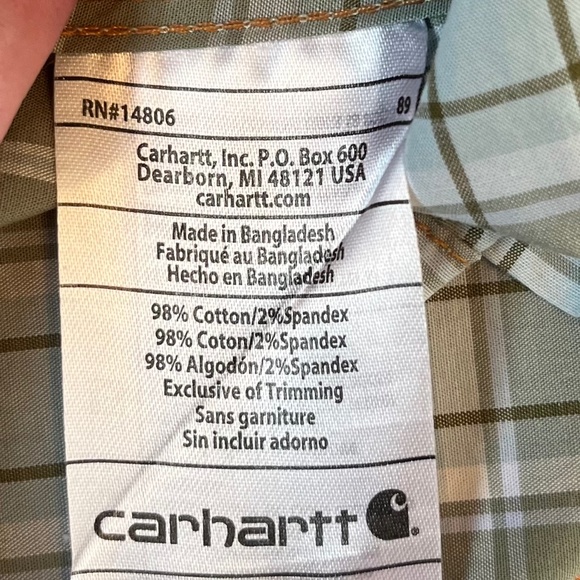 RN#14806 89
Carhartt, Inc. P.O. Box 600
Dearborn, MI 48121 USA
carhartt.com
Made in Bangladesh
Fabriqué au Bangladesh
Hecho en Bangladesh
98% Cotton/2%Spandex
98% Coton/2%Spandex
98% Algodón/2%Spandex
Exclusive of Trimming
Sans garniture
Sin incluir adorno
carhartt